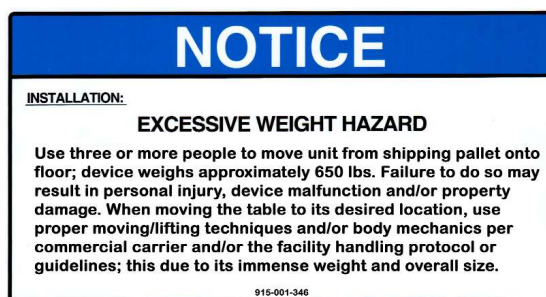 NOTICE
INSTALLATION:
EXCESSIVE WEIGHT HAZARD
Use three or more people to move unit from shipping pallet onto
floor; device weighs approximately 650 lbs. Failure to do so may
result in personal injury, device malfunction and/or property
damage. When moving the table to its desired location, use
proper moving/lifting techniques and/or body mechanics per
commercial carrier and/or the facility handling protocol or
guidelines; this due to its immense weight and overall size.
915-001-346